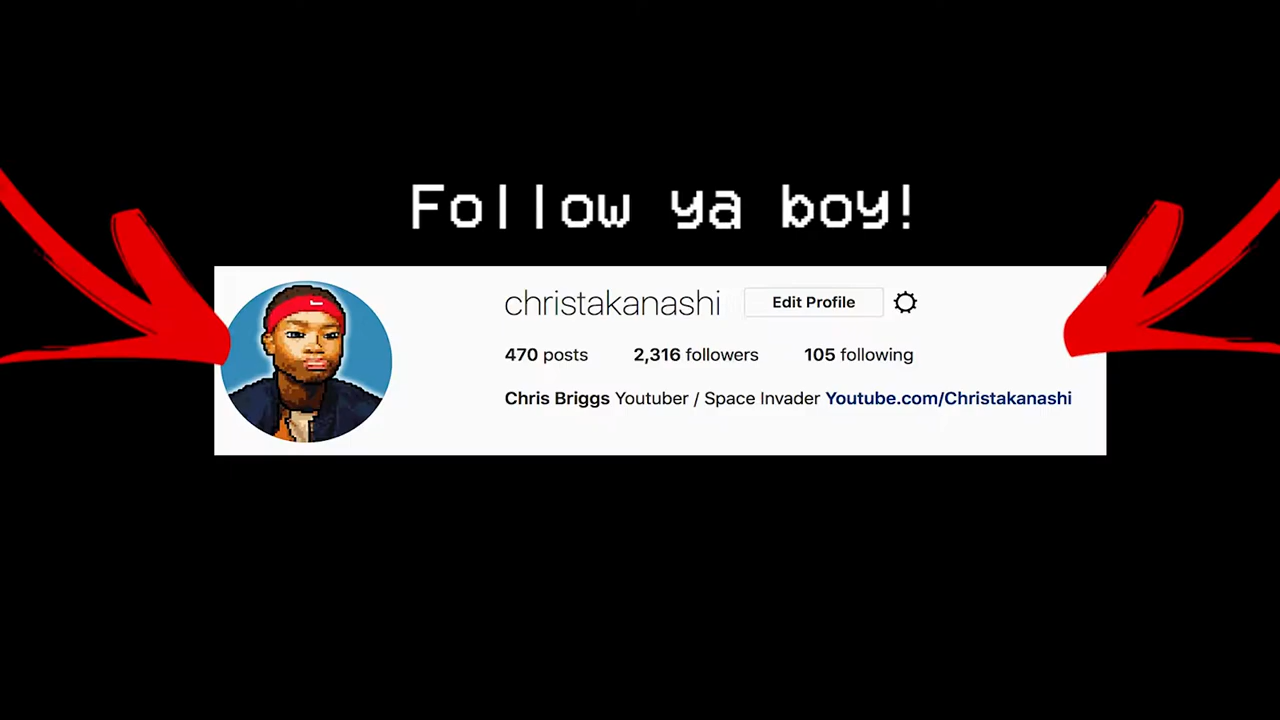 Follow ya boy!
christakanashi Edit Profile
470 posts 2,316 followers 105 following
Chris Briggs Youtuber / Space Invader Youtube.com/Christakanashi